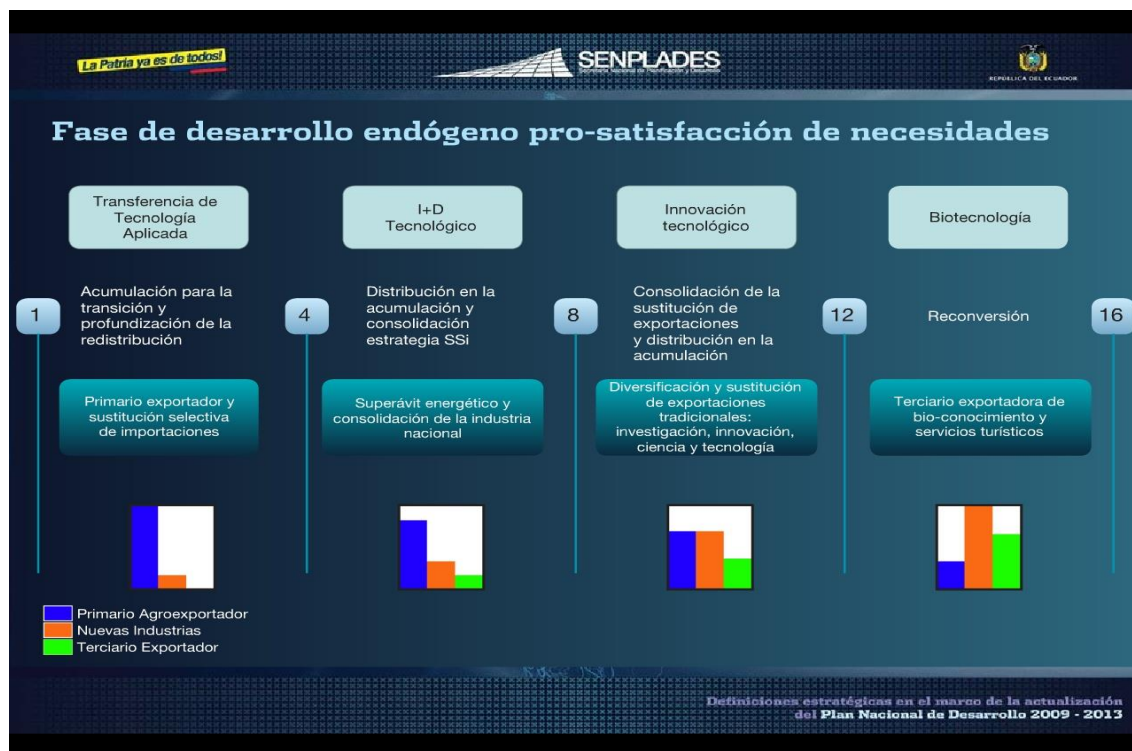 La Patria ya es de todos!
SENPLADES
Secretaría Nacional de Planificación y Desarrollo
REPÚBLICA DEL ECUADOR
Fase de desarrollo endógeno pro-satisfacción de necesidades
Transferencia de
Tecnología
Aplicada
I+D
Tecnológico
Innovación
tecnológico
Biotecnología
1
Acumulación para la
transición y
profundización de la
redistribución
4
Distribución en la
acumulación y
consolidación
estrategia SSi
8
Consolidación de la
sustitución de
exportaciones
y distribución en la
acumulación
12
Reconversión
16
Primario exportador y
sustitución selectiva
de importaciones
Superávit energético y
consolidación de la industria
nacional
Diversificación y sustitución
de exportaciones
tradicionales:
investigación, innovación,
ciencia y tecnología
Terciario exportadora de
bio-conocimiento y
servicios turísticos
Primario Agroexportador
Nuevas Industrias
Terciario Exportador
Definiciones estratégicas en el marco de la actualización
del Plan Nacional de Desarrollo 2009 - 2013